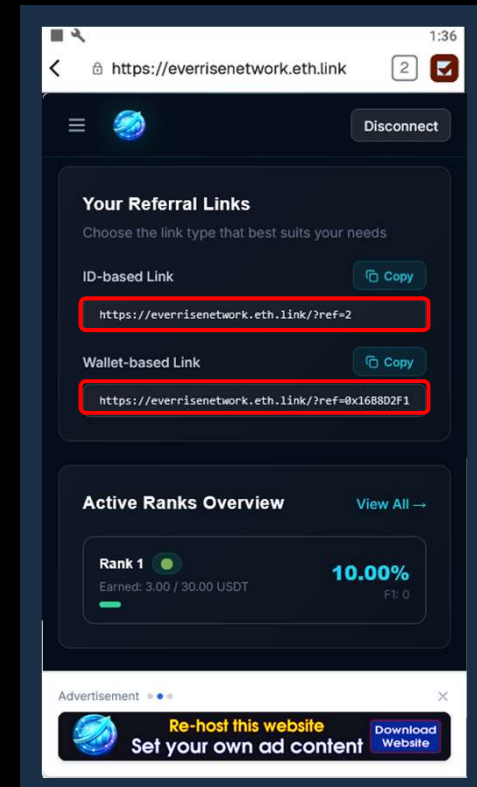 1:36
https://everrisenetwork.eth.link
2
Disconnect
Your Referral Links
Choose the link type that best suits your needs
ID-based Link
Copy
https://everrisenetwork.eth.link/?ref=2
Wallet-based Link
Copy
https://everrisenetwork.eth.link/?ref=0x16B8D2F1
Active Ranks Overview
View All →
Rank 1
10.00%
Earned: 3.00 / 30.00 USDT
F1: 0
Advertisement
Re-host this website
Set your own ad content
Download
Website